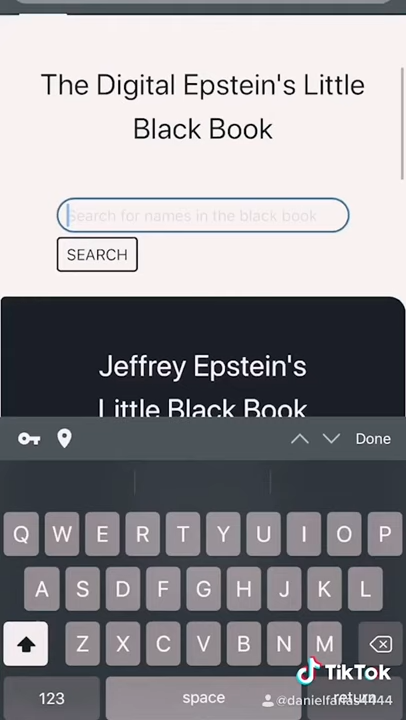 The Digital Epstein's Little
Black Book
Search for names in the black book
SEARCH
Jeffrey Epstein's
Little Black Book
Done
Q W E R T Y U I O P
A S D F G H J K L
Z X C V B N M
TikTok
123 space return
@danielfarias4444